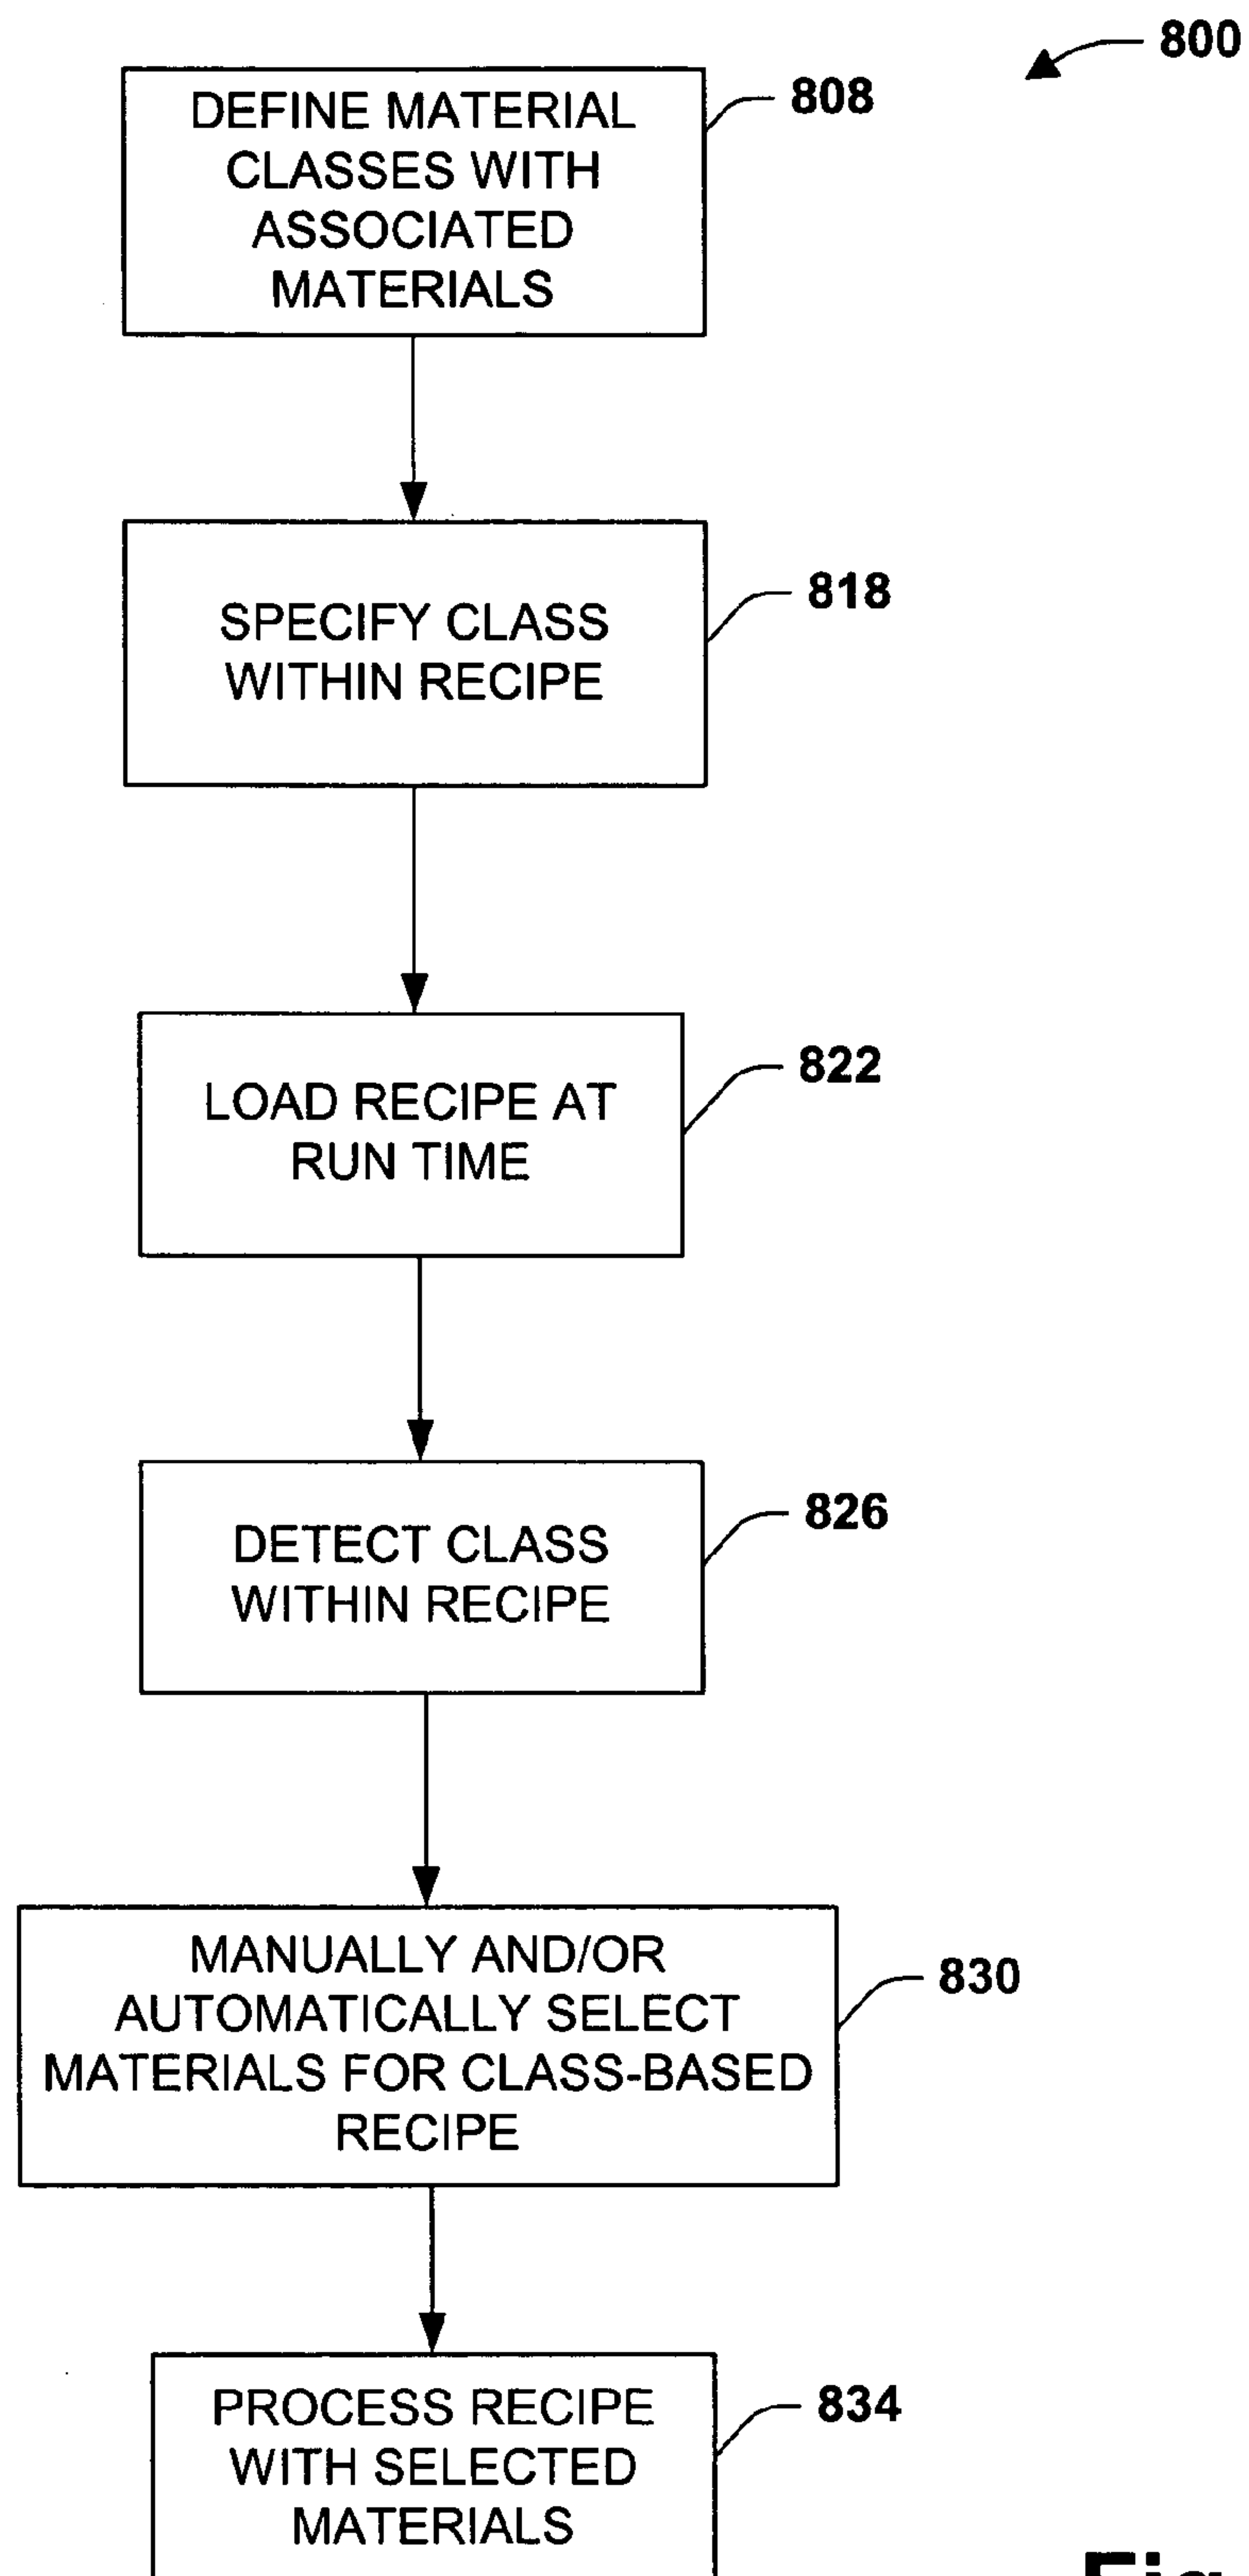 800
DEFINE MATERIAL
CLASSES WITH
ASSOCIATED
MATERIALS
808
SPECIFY CLASS
WITHIN RECIPE
818
LOAD RECIPE AT
RUN TIME
822
DETECT CLASS
WITHIN RECIPE
826
MANUALLY AND/OR
AUTOMATICALLY SELECT
MATERIALS FOR CLASS-BASED
RECIPE
830
PROCESS RECIPE
WITH SELECTED
MATERIALS
834